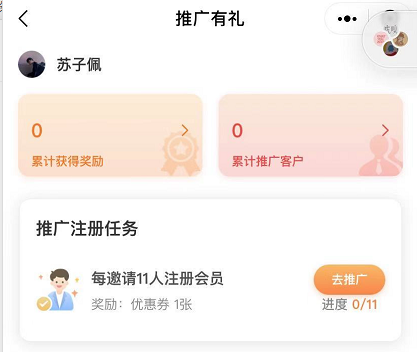 推广有礼
苏子佩
0
累计获得奖励
0
累计推广客户
推广注册任务
每邀请11人注册会员
奖励：优惠券 1张
去推广
进度 0/11